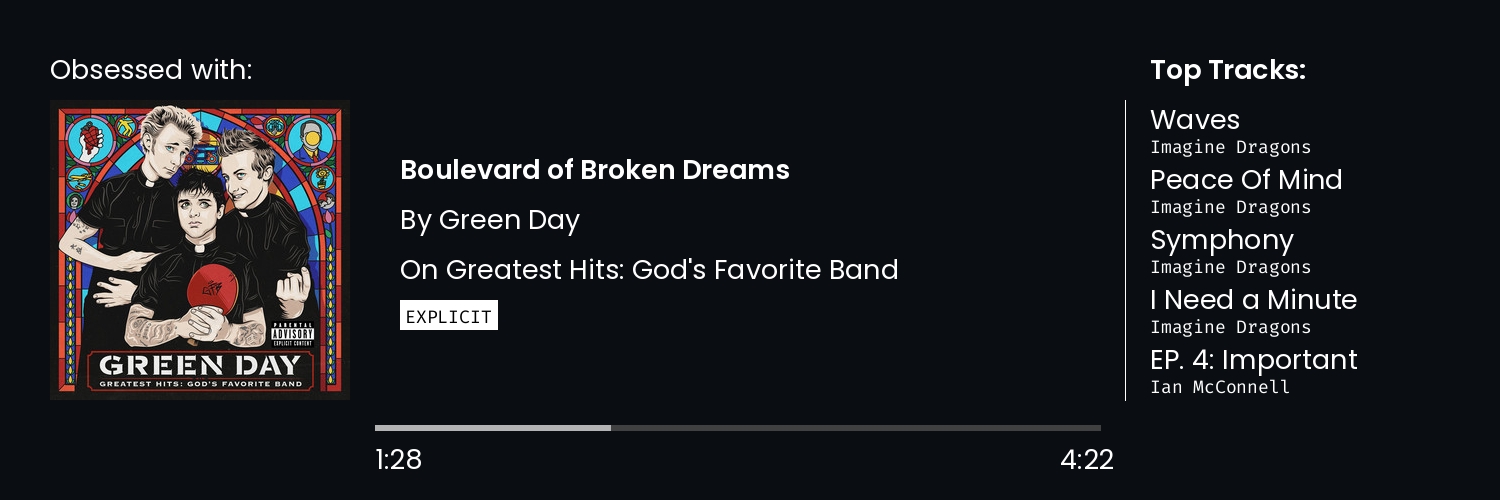 Obsessed with:
PARENTAL
ADVISORY
EXPLICIT CONTENT
GREEN DAY
GREATEST HITS: GOD'S FAVORITE BAND
Boulevard of Broken Dreams
By Green Day
On Greatest Hits: God's Favorite Band
EXPLICIT
1:28
4:22
Top Tracks:
Waves
Imagine Dragons
Peace Of Mind
Imagine Dragons
Symphony
Imagine Dragons
I Need a Minute
Imagine Dragons
EP. 4: Important
Ian McConnell